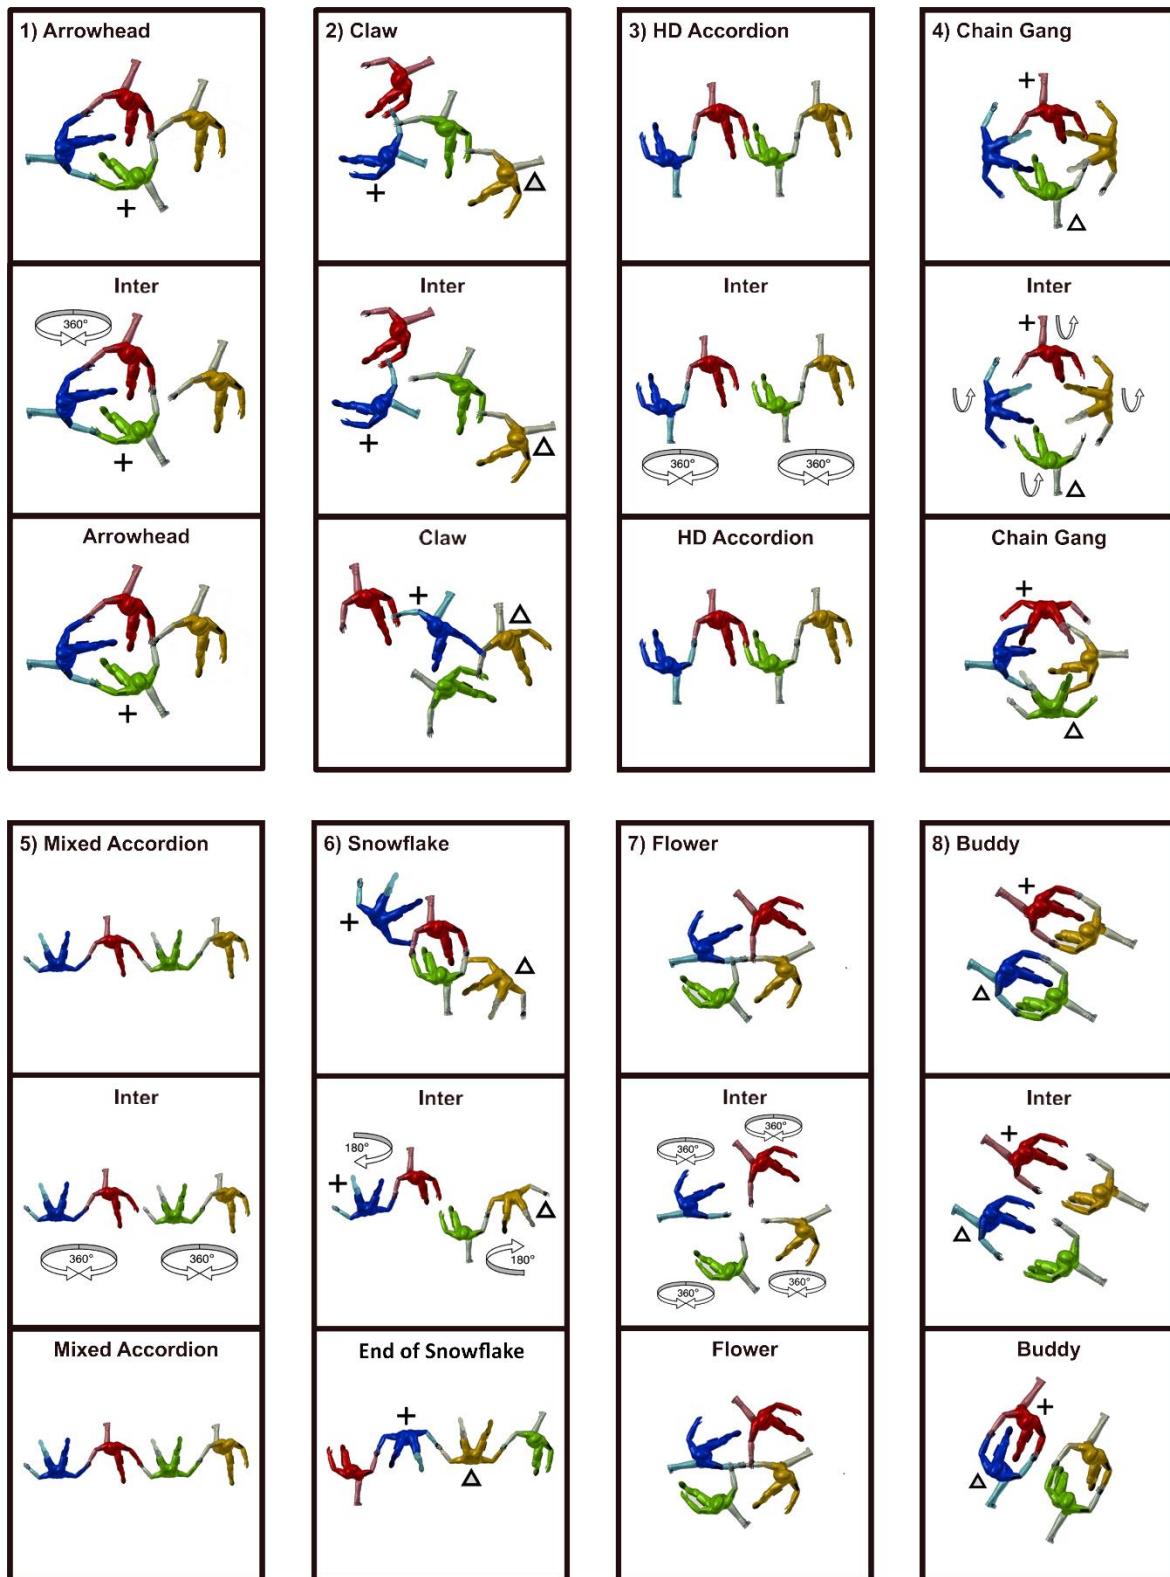 1) Arrowhead
Inter
360°
Arrowhead
2) Claw
Inter
Claw
3) HD Accordion
Inter
360°
360°
HD Accordion
4) Chain Gang
Inter
Chain Gang
5) Mixed Accordion
Inter
360°
360°
Mixed Accordion
6) Snowflake
Inter
180°
180°
End of Snowflake
7) Flower
Inter
360°
360°
360°
360°
Flower
8) Buddy
Inter
Buddy